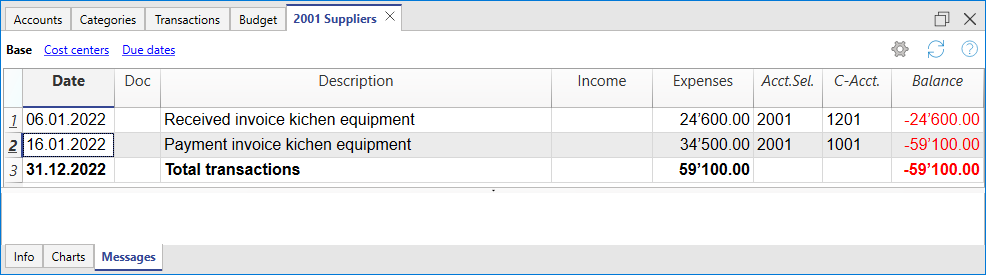 Accounts Categories Transactions Budget 2001 Suppliers
Base Cost centers Due dates
Date Doc Description Income Expenses Acct.Sel. C-Acct. Balance
1 06.01.2022 Received invoice kichen equipment 24’600.00 2001 1201 -24’600.00
2 16.01.2022 Payment invoice kichen equipment 34’500.00 2001 1001 -59’100.00
3 31.12.2022 Total transactions 59’100.00 -59’100.00
Info Charts Messages